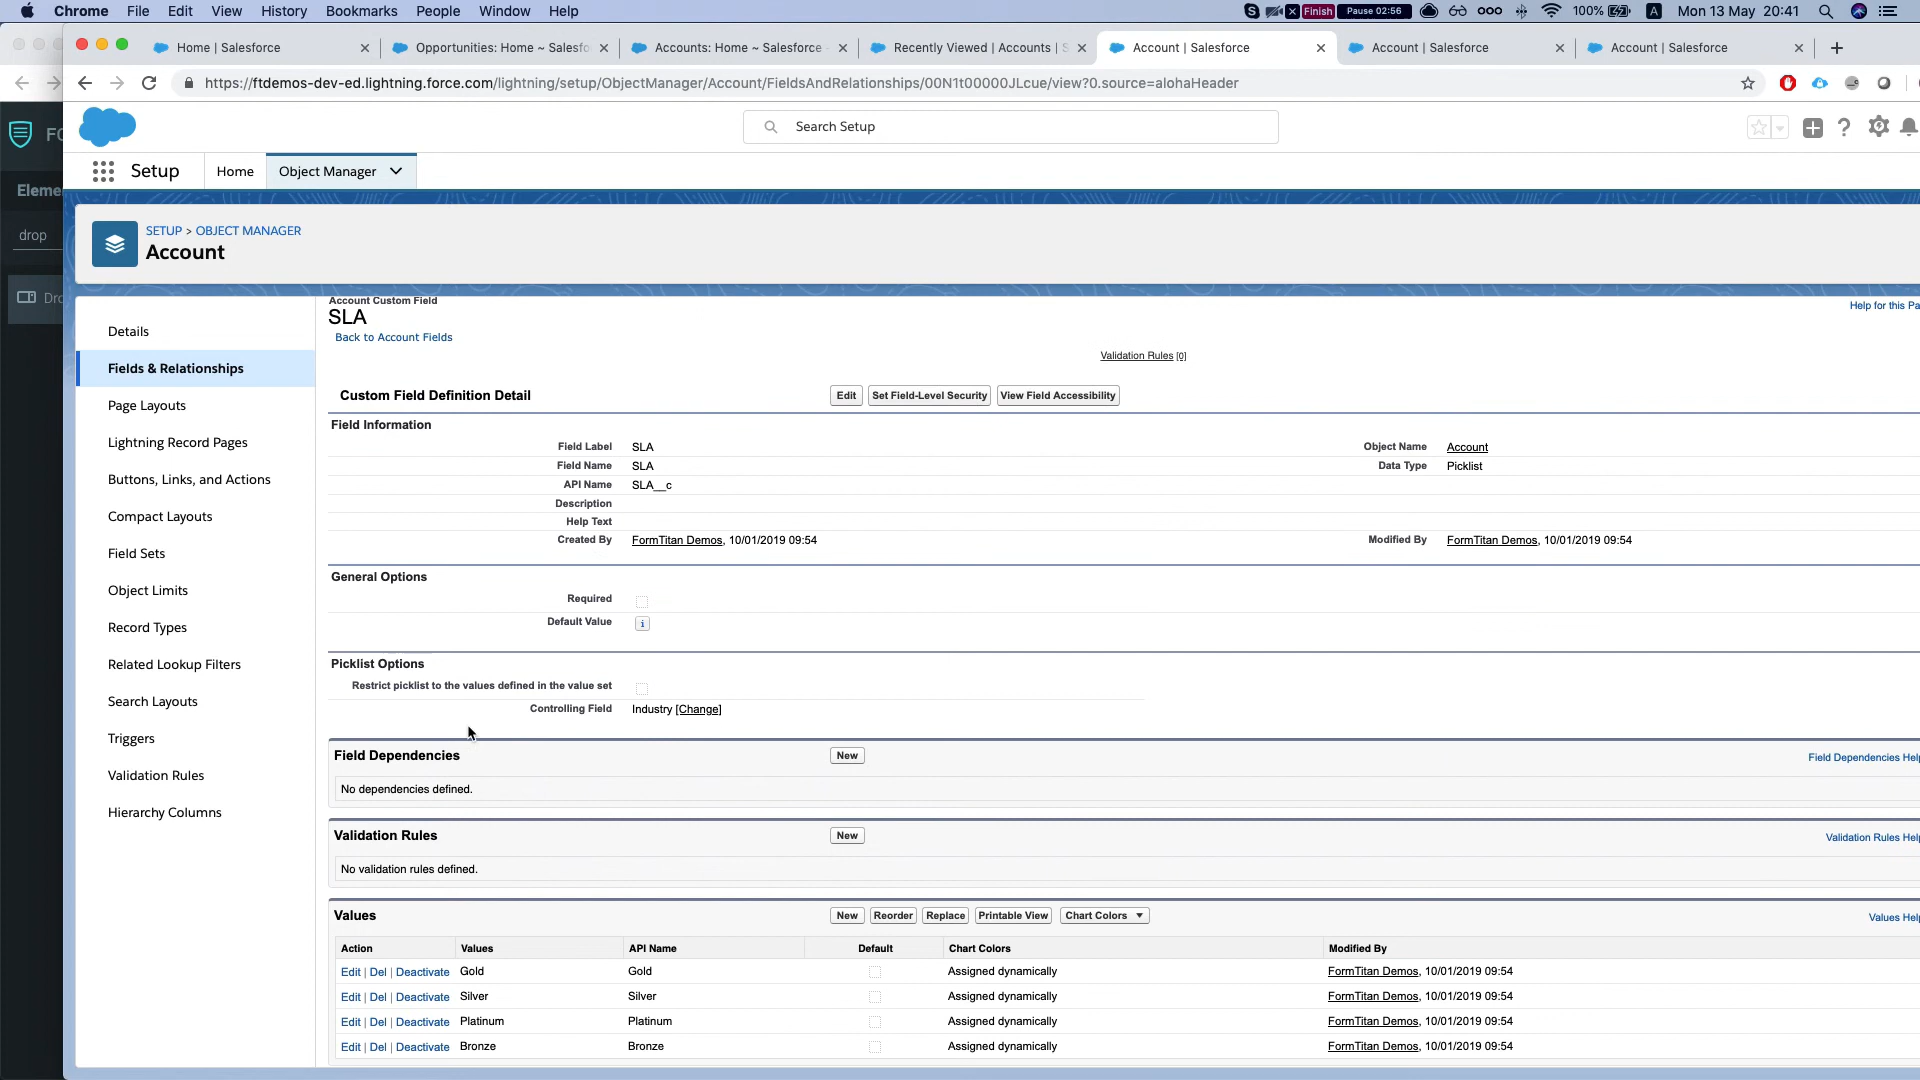 Chrome File Edit View History Bookmarks People Window Help Finish Pause 02:56 100% A Mon 13 May 20:41
Home | Salesforce Opportunities: Home ~ Salesfo Accounts: Home ~ Salesforce Recently Viewed | Accounts | S Account | Salesforce Account | Salesforce Account | Salesforce
https://ftdemos-dev-ed.lightning.force.com/lightning/setup/ObjectManager/Account/FieldsAndRelationships/00N1t00000JLcue/view?0.source=alohaHeader
FO
Search Setup
Setup Home Object Manager
Eleme
drop
Dro
SETUP > OBJECT MANAGER
Account
Details
Fields & Relationships
Page Layouts
Lightning Record Pages
Buttons, Links, and Actions
Compact Layouts
Field Sets
Object Limits
Record Types
Related Lookup Filters
Search Layouts
Triggers
Validation Rules
Hierarchy Columns
Account Custom Field
SLA
Help for this Pa
Back to Account Fields
Validation Rules [0]
Custom Field Definition Detail Edit Set Field-Level Security View Field Accessibility
Field Information
Field Label SLA Object Name Account
Field Name SLA Data Type Picklist
API Name SLA__c
Description
Help Text
Created By FormTitan Demos, 10/01/2019 09:54 Modified By FormTitan Demos, 10/01/2019 09:54
General Options
Required
Default Value i
Picklist Options
Restrict picklist to the values defined in the value set
Controlling Field Industry [Change]
Field Dependencies New Field Dependencies Help
No dependencies defined.
Validation Rules New Validation Rules Help
No validation rules defined.
Values New Reorder Replace Printable View Chart Colors Values Help
Action Values API Name Default Chart Colors Modified By
Edit | Del | Deactivate Gold Gold Assigned dynamically FormTitan Demos, 10/01/2019 09:54
Edit | Del | Deactivate Silver Silver Assigned dynamically FormTitan Demos, 10/01/2019 09:54
Edit | Del | Deactivate Platinum Platinum Assigned dynamically FormTitan Demos, 10/01/2019 09:54
Edit | Del | Deactivate Bronze Bronze Assigned dynamically FormTitan Demos, 10/01/2019 09:54